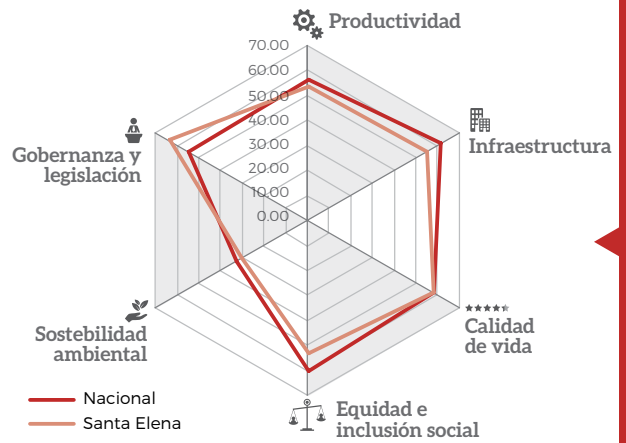 Productividad
70.00
60.00
50.00
40.00
30.00
20.00
10.00
0.00
Infraestructura
Gobernanza y
legislación
Calidad
de vida
Sostebilidad
ambiental
Equidad e
inclusión social
Nacional
Santa Elena